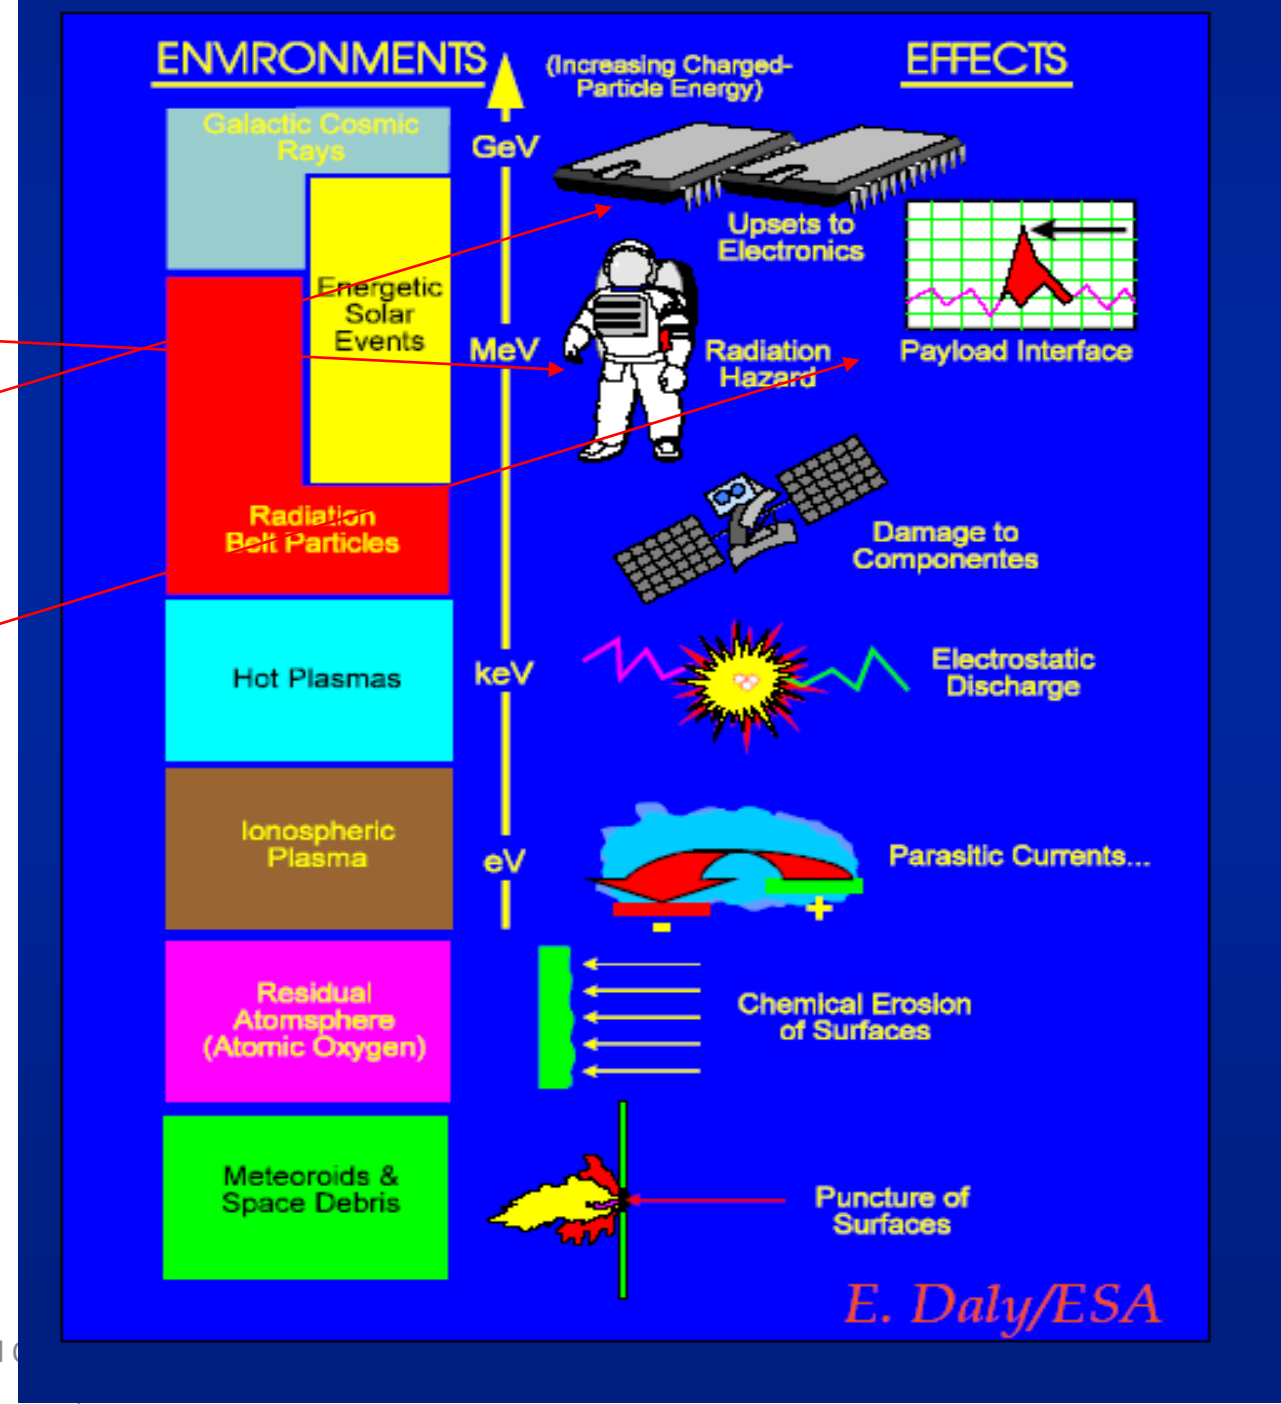 ENVIRONMENTS
(Increasing Charged-
Particle Energy)
EFFECTS
Galactic Cosmic
Rays
GeV
Upsets to
Electronics
Energetic
Solar
Events
MeV
Radiation
Hazard
Payload Interface
Radiation
Belt Particles
Damage to
Componentes
Hot Plasmas
keV
Electrostatic
Discharge
Ionospheric
Plasma
eV
Parasitic Currents...
+
-
Residual
Atomsphere
(Atomic Oxygen)
Chemical Erosion
of Surfaces
Meteoroids &
Space Debris
Puncture of
Surfaces
E. Daly/ESA